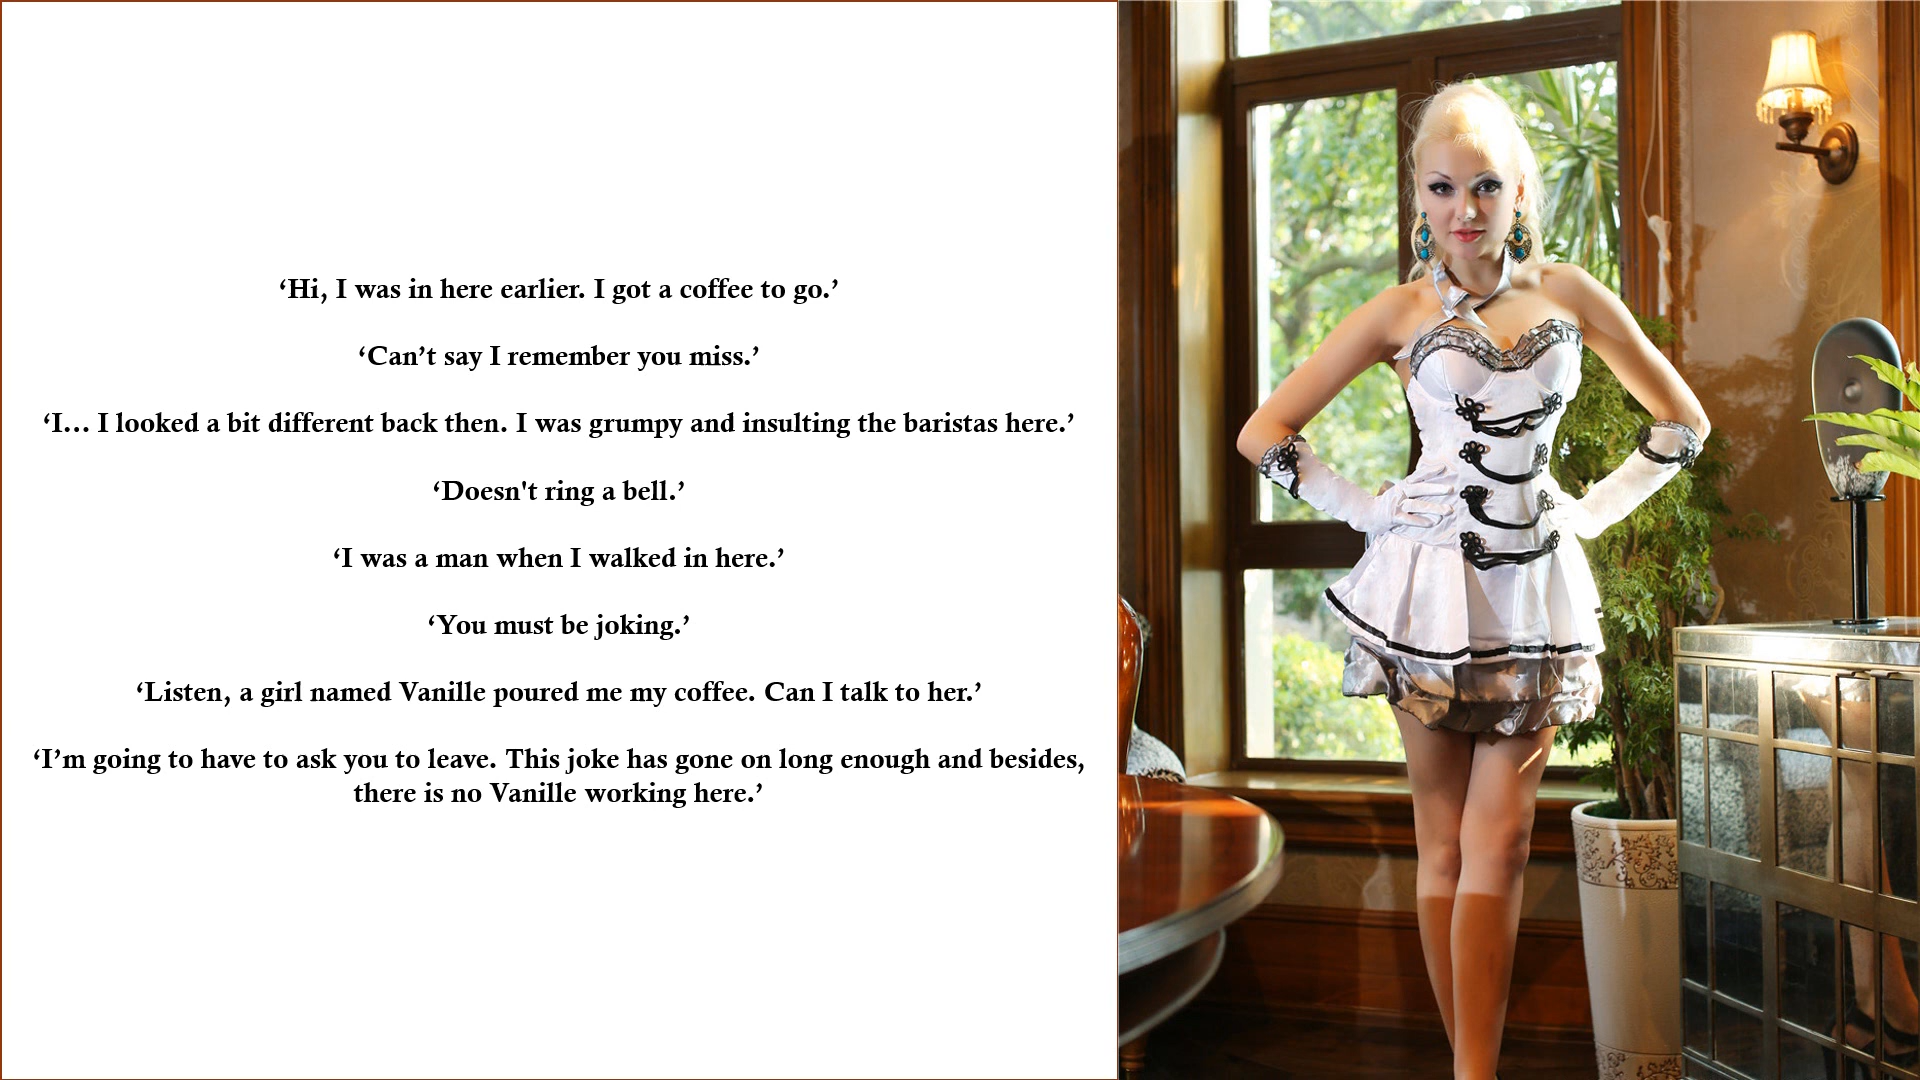 ‘Hi, I was in here earlier. I got a coffee to go.’
‘Can’t say I remember you miss.’
‘I… I looked a bit different back then. I was grumpy and insulting the baristas here.’
‘Doesn't ring a bell.’
‘I was a man when I walked in here.’
‘You must be joking.’
‘Listen, a girl named Vanille poured me my coffee. Can I talk to her.’
‘I’m going to have to ask you to leave. This joke has gone on long enough and besides,
there is no Vanille working here.’